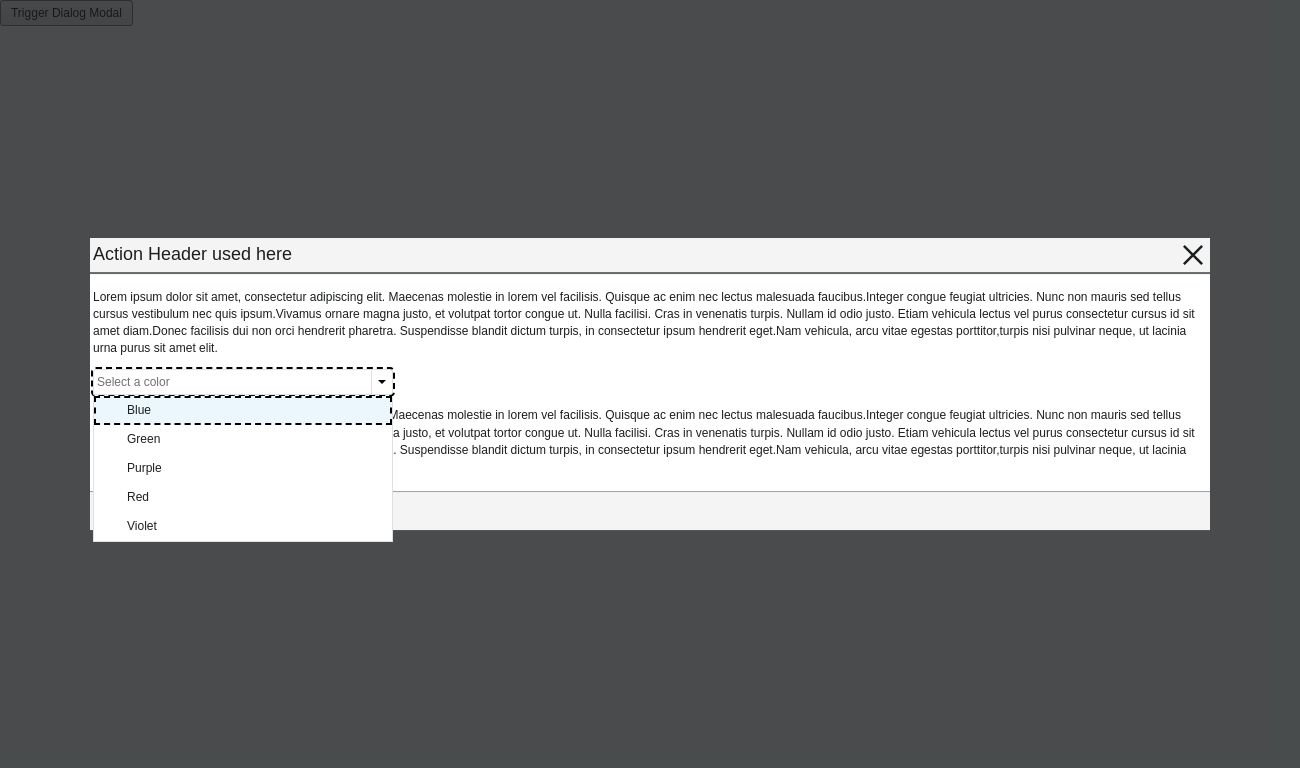 Trigger Dialog Modal
Action Header used here
Lorem ipsum dolor sit amet, consectetur adipiscing elit. Maecenas molestie in lorem vel facilisis. Quisque ac enim nec lectus malesuada faucibus.Integer congue feugiat ultricies. Nunc non mauris sed tellus
cursus vestibulum nec quis ipsum.Vivamus ornare magna justo, et volutpat tortor congue ut. Nulla facilisi. Cras in venenatis turpis. Nullam id odio justo. Etiam vehicula lectus vel purus consectetur cursus id sit
amet diam.Donec facilisis dui non orci hendrerit pharetra. Suspendisse blandit dictum turpis, in consectetur ipsum hendrerit eget.Nam vehicula, arcu vitae egestas porttitor,turpis nisi pulvinar neque, ut lacinia
urna purus sit amet elit.
Select a color
Blue
Green
Purple
Red
Violet
Maecenas molestie in lorem vel facilisis. Quisque ac enim nec lectus malesuada faucibus.Integer congue feugiat ultricies. Nunc non mauris sed tellus
a justo, et volutpat tortor congue ut. Nulla facilisi. Cras in venenatis turpis. Nullam id odio justo. Etiam vehicula lectus vel purus consectetur cursus id sit
. Suspendisse blandit dictum turpis, in consectetur ipsum hendrerit eget.Nam vehicula, arcu vitae egestas porttitor,turpis nisi pulvinar neque, ut lacinia